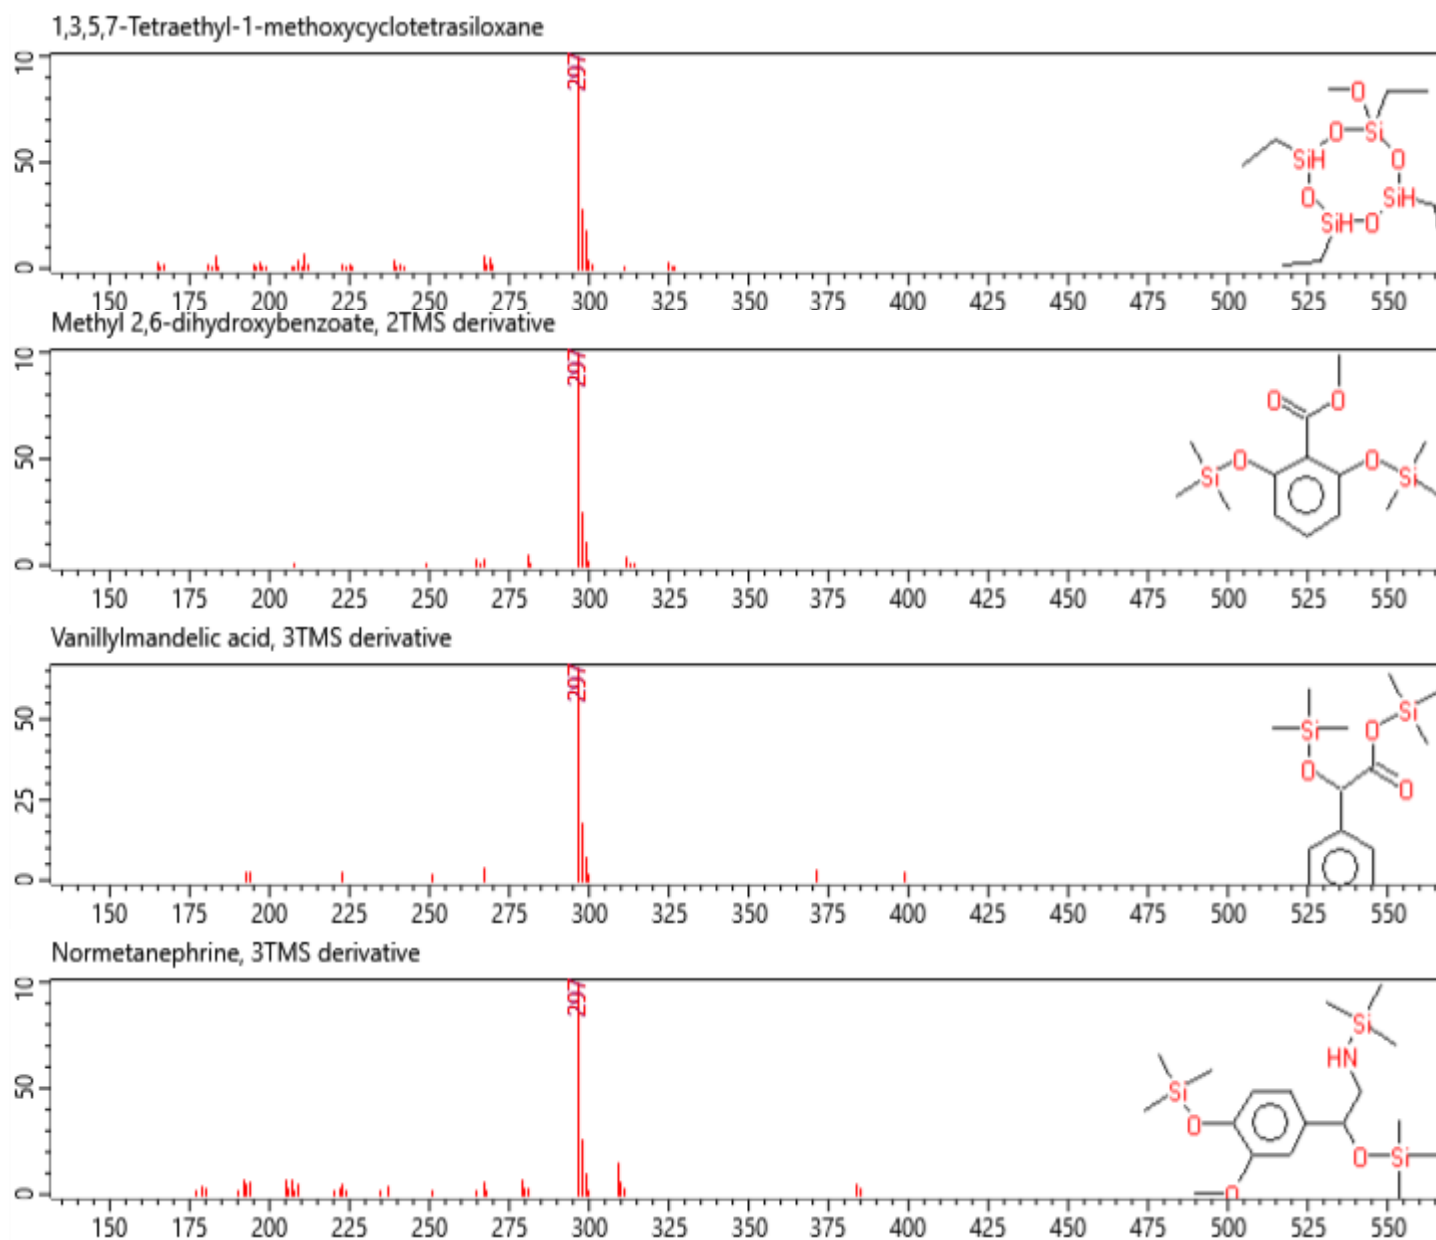 1,3,5,7-Tetraethyl-1-methoxycyclotetrasiloxane
10
50
0
297
O
Si
O
SiH
O
O
SiH
SiH
O
150 175 200 225 250 275 300 325 350 375 400 425 450 475 500 525 550
Methyl 2,6-dihydroxybenzoate, 2TMS derivative
10
50
0
297
O
O
O
O
Si
Si
150 175 200 225 250 275 300 325 350 375 400 425 450 475 500 525 550
Vanillylmandelic acid, 3TMS derivative
50
25
0
297
Si
Si
O
O
O
150 175 200 225 250 275 300 325 350 375 400 425 450 475 500 525 550
Normetanephrine, 3TMS derivative
10
50
0
297
Si
HN
Si
O
O
Si
O
150 175 200 225 250 275 300 325 350 375 400 425 450 475 500 525 550